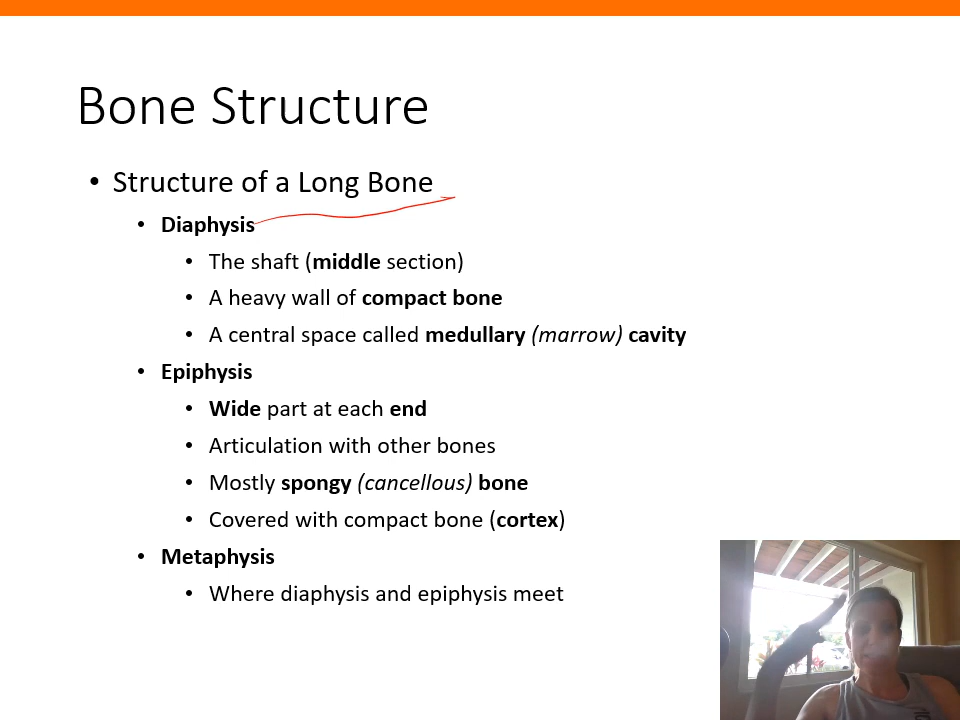 Bone Structure
• Structure of a Long Bone
• Diaphysis
• The shaft (middle section)
• A heavy wall of compact bone
• A central space called medullary (marrow) cavity
• Epiphysis
• Wide part at each end
• Articulation with other bones
• Mostly spongy (cancellous) bone
• Covered with compact bone (cortex)
• Metaphysis
• Where diaphysis and epiphysis meet